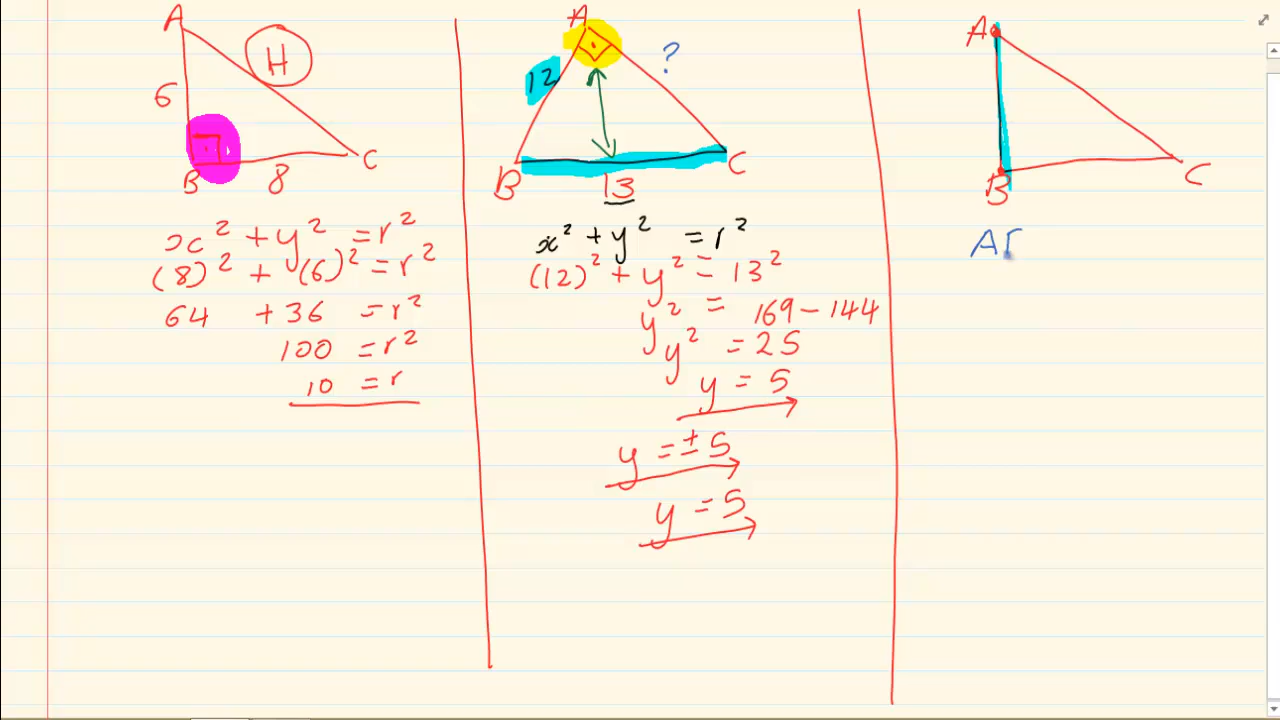 A
H
6
B
8
C
x² + y² = r²
(8)² + (6)² = r²
64 + 36 = r²
100 = r²
10 = r
A
?
12
B
13
C
x² + y² = r²
(12)² + y² = 13²
y² = 169 - 144
y² = 25
y = 5
y = ± 5
y = 5
A
B
C